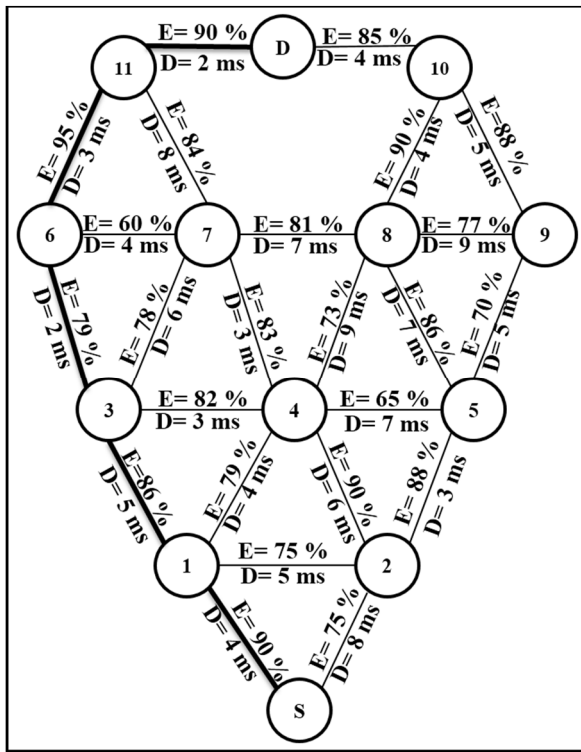 E= 90 %
D= 2 ms
D
E= 85 %
D= 4 ms
11
10
E= 95 %
D= 3 ms
E= 84 %
D= 8 ms
E= 90 %
D= 4 ms
E= 88 %
D= 5 ms
6
E= 60 %
D= 4 ms
7
E= 81 %
D= 7 ms
8
E= 77 %
D= 9 ms
9
E= 79 %
D= 2 ms
E= 78 %
D= 6 ms
E= 83 %
D= 3 ms
E= 73 %
D= 9 ms
E= 86 %
D= 7 ms
E= 70 %
D= 5 ms
3
E= 82 %
D= 3 ms
4
E= 65 %
D= 7 ms
5
E=86 %
D= 5 ms
E= 79 %
D= 4 ms
E= 90 %
D= 6 ms
E= 88 %
D= 3 ms
1
E= 75 %
D= 5 ms
2
E= 90 %
D= 4 ms
E= 75 %
D= 8 ms
S